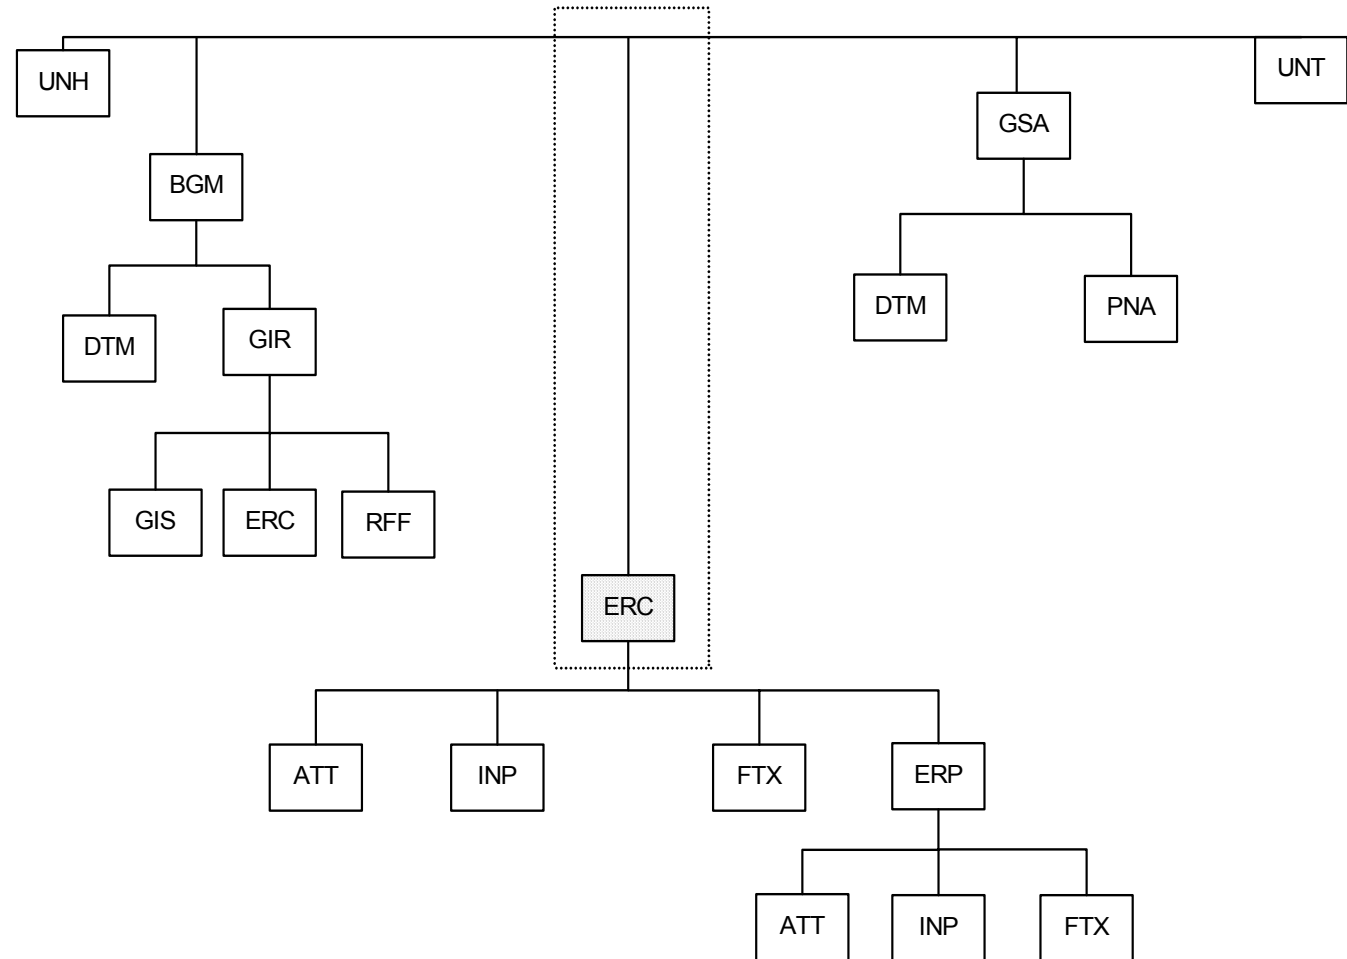 UNH
UNT
GSA
BGM
DTM
PNA
DTM
GIR
GIS
ERC
RFF
ERC
ATT
INP
FTX
ERP
ATT
INP
FTX